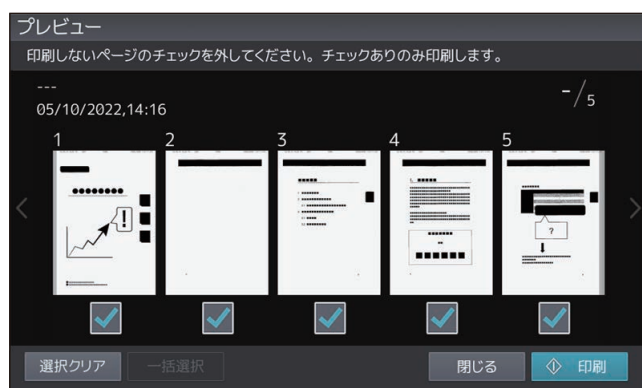 プレビュー
印刷しないページのチェックを外してください。チェックありのみ印刷します。
---
-/5
05/10/2022,14:16
1 2 3 4 5
!
?
選択クリア 一括選択 閉じる 印刷